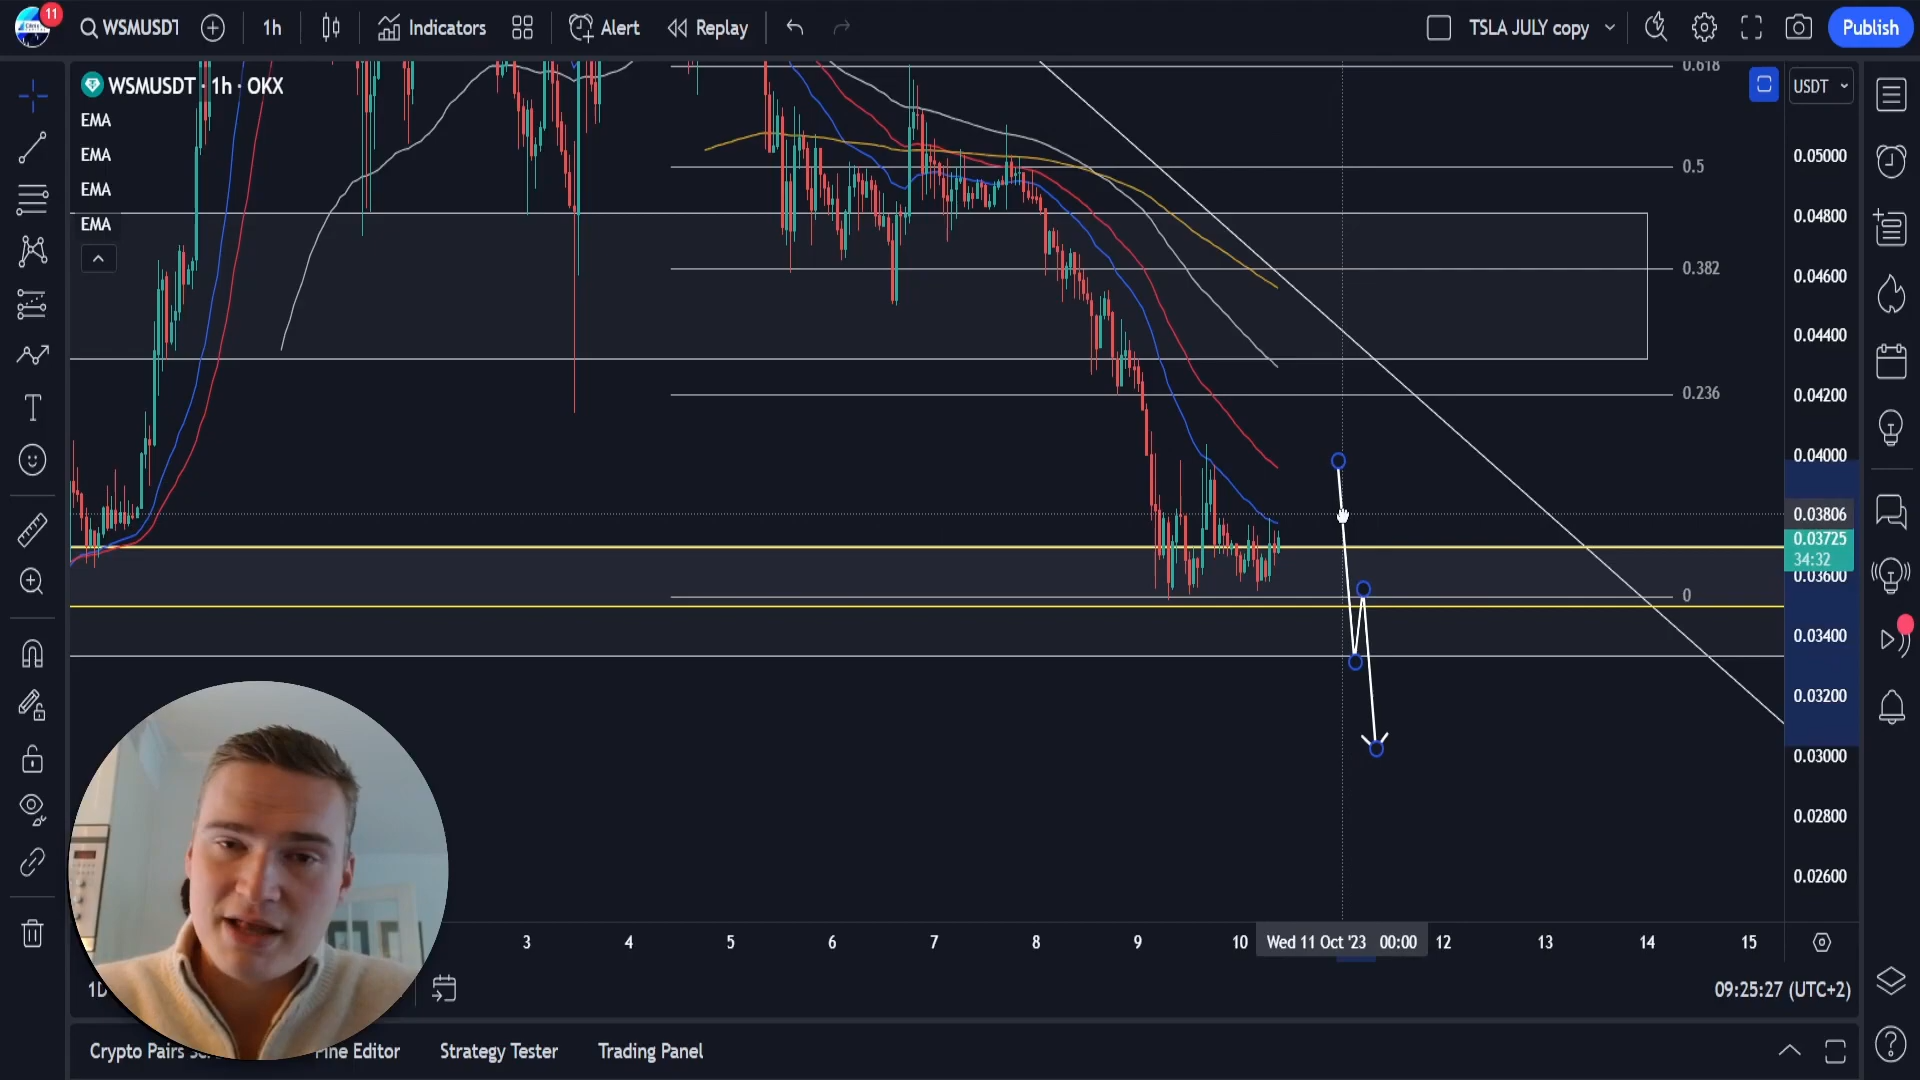 11
WSMUSDT
1h
Indicators
Alert
Replay
TSLA JULY copy
Publish
WSMUSDT · 1h · OKX
USDT
EMA
EMA
EMA
EMA
0.618
0.5
0.382
0.236
0
0.05000
0.04800
0.04600
0.04400
0.04200
0.04000
0.03806
0.03725
34:32
0.03600
0.03400
0.03200
0.03000
0.02800
0.02600
3 4 5 6 7 8 9 10 Wed 11 Oct '23 00:00 12 13 14 15
09:25:27 (UTC+2)
Crypto Pairs Pine Editor Strategy Tester Trading Panel